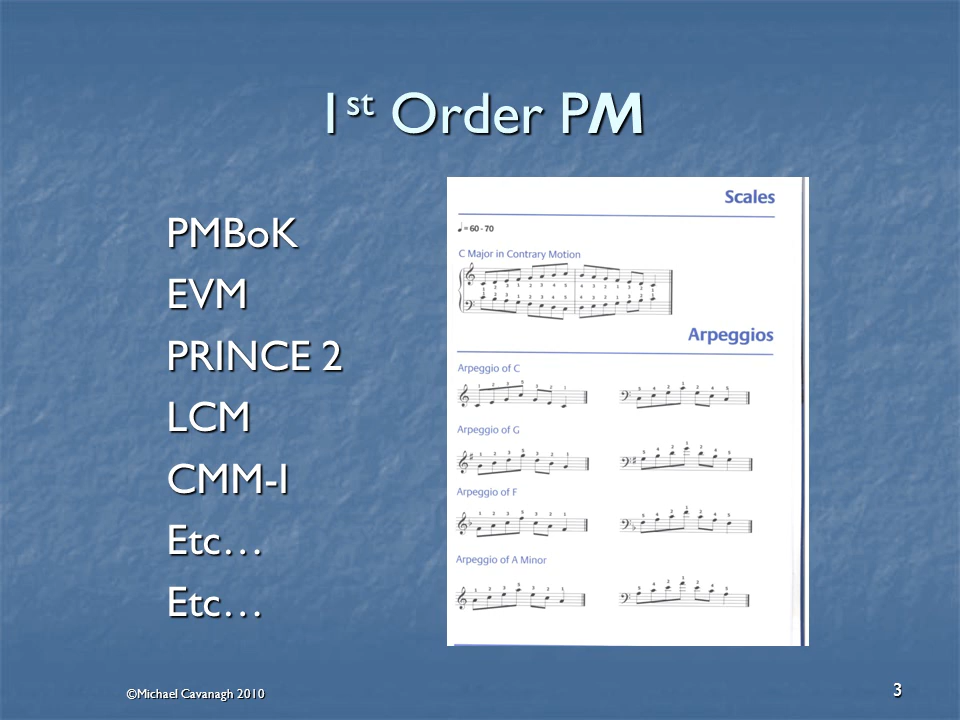 1st Order PM
PMBoK
EVM
PRINCE 2
LCM
CMM-I
Etc…
Etc…
Scales
♩ = 60 - 70
C Major in Contrary Motion
Arpeggios
Arpeggio of C
Arpeggio of G
Arpeggio of F
Arpeggio of A Minor
©Michael Cavanagh 2010
3